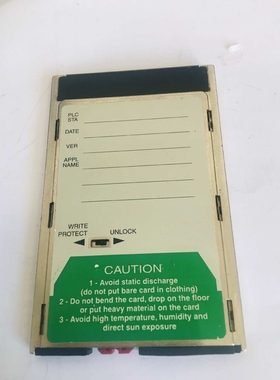 PLC
STA
DATE
VER
APPL
NAME
WRITE
PROTECT
UNLOCK
CAUTION
1 - Avoid static discharge
(do not put bare card in clothing)
2 - Do not bend the card, drop on the floor
or put heavy material on the card
3 - Avoid high temperature, humidity and
direct sun exposure